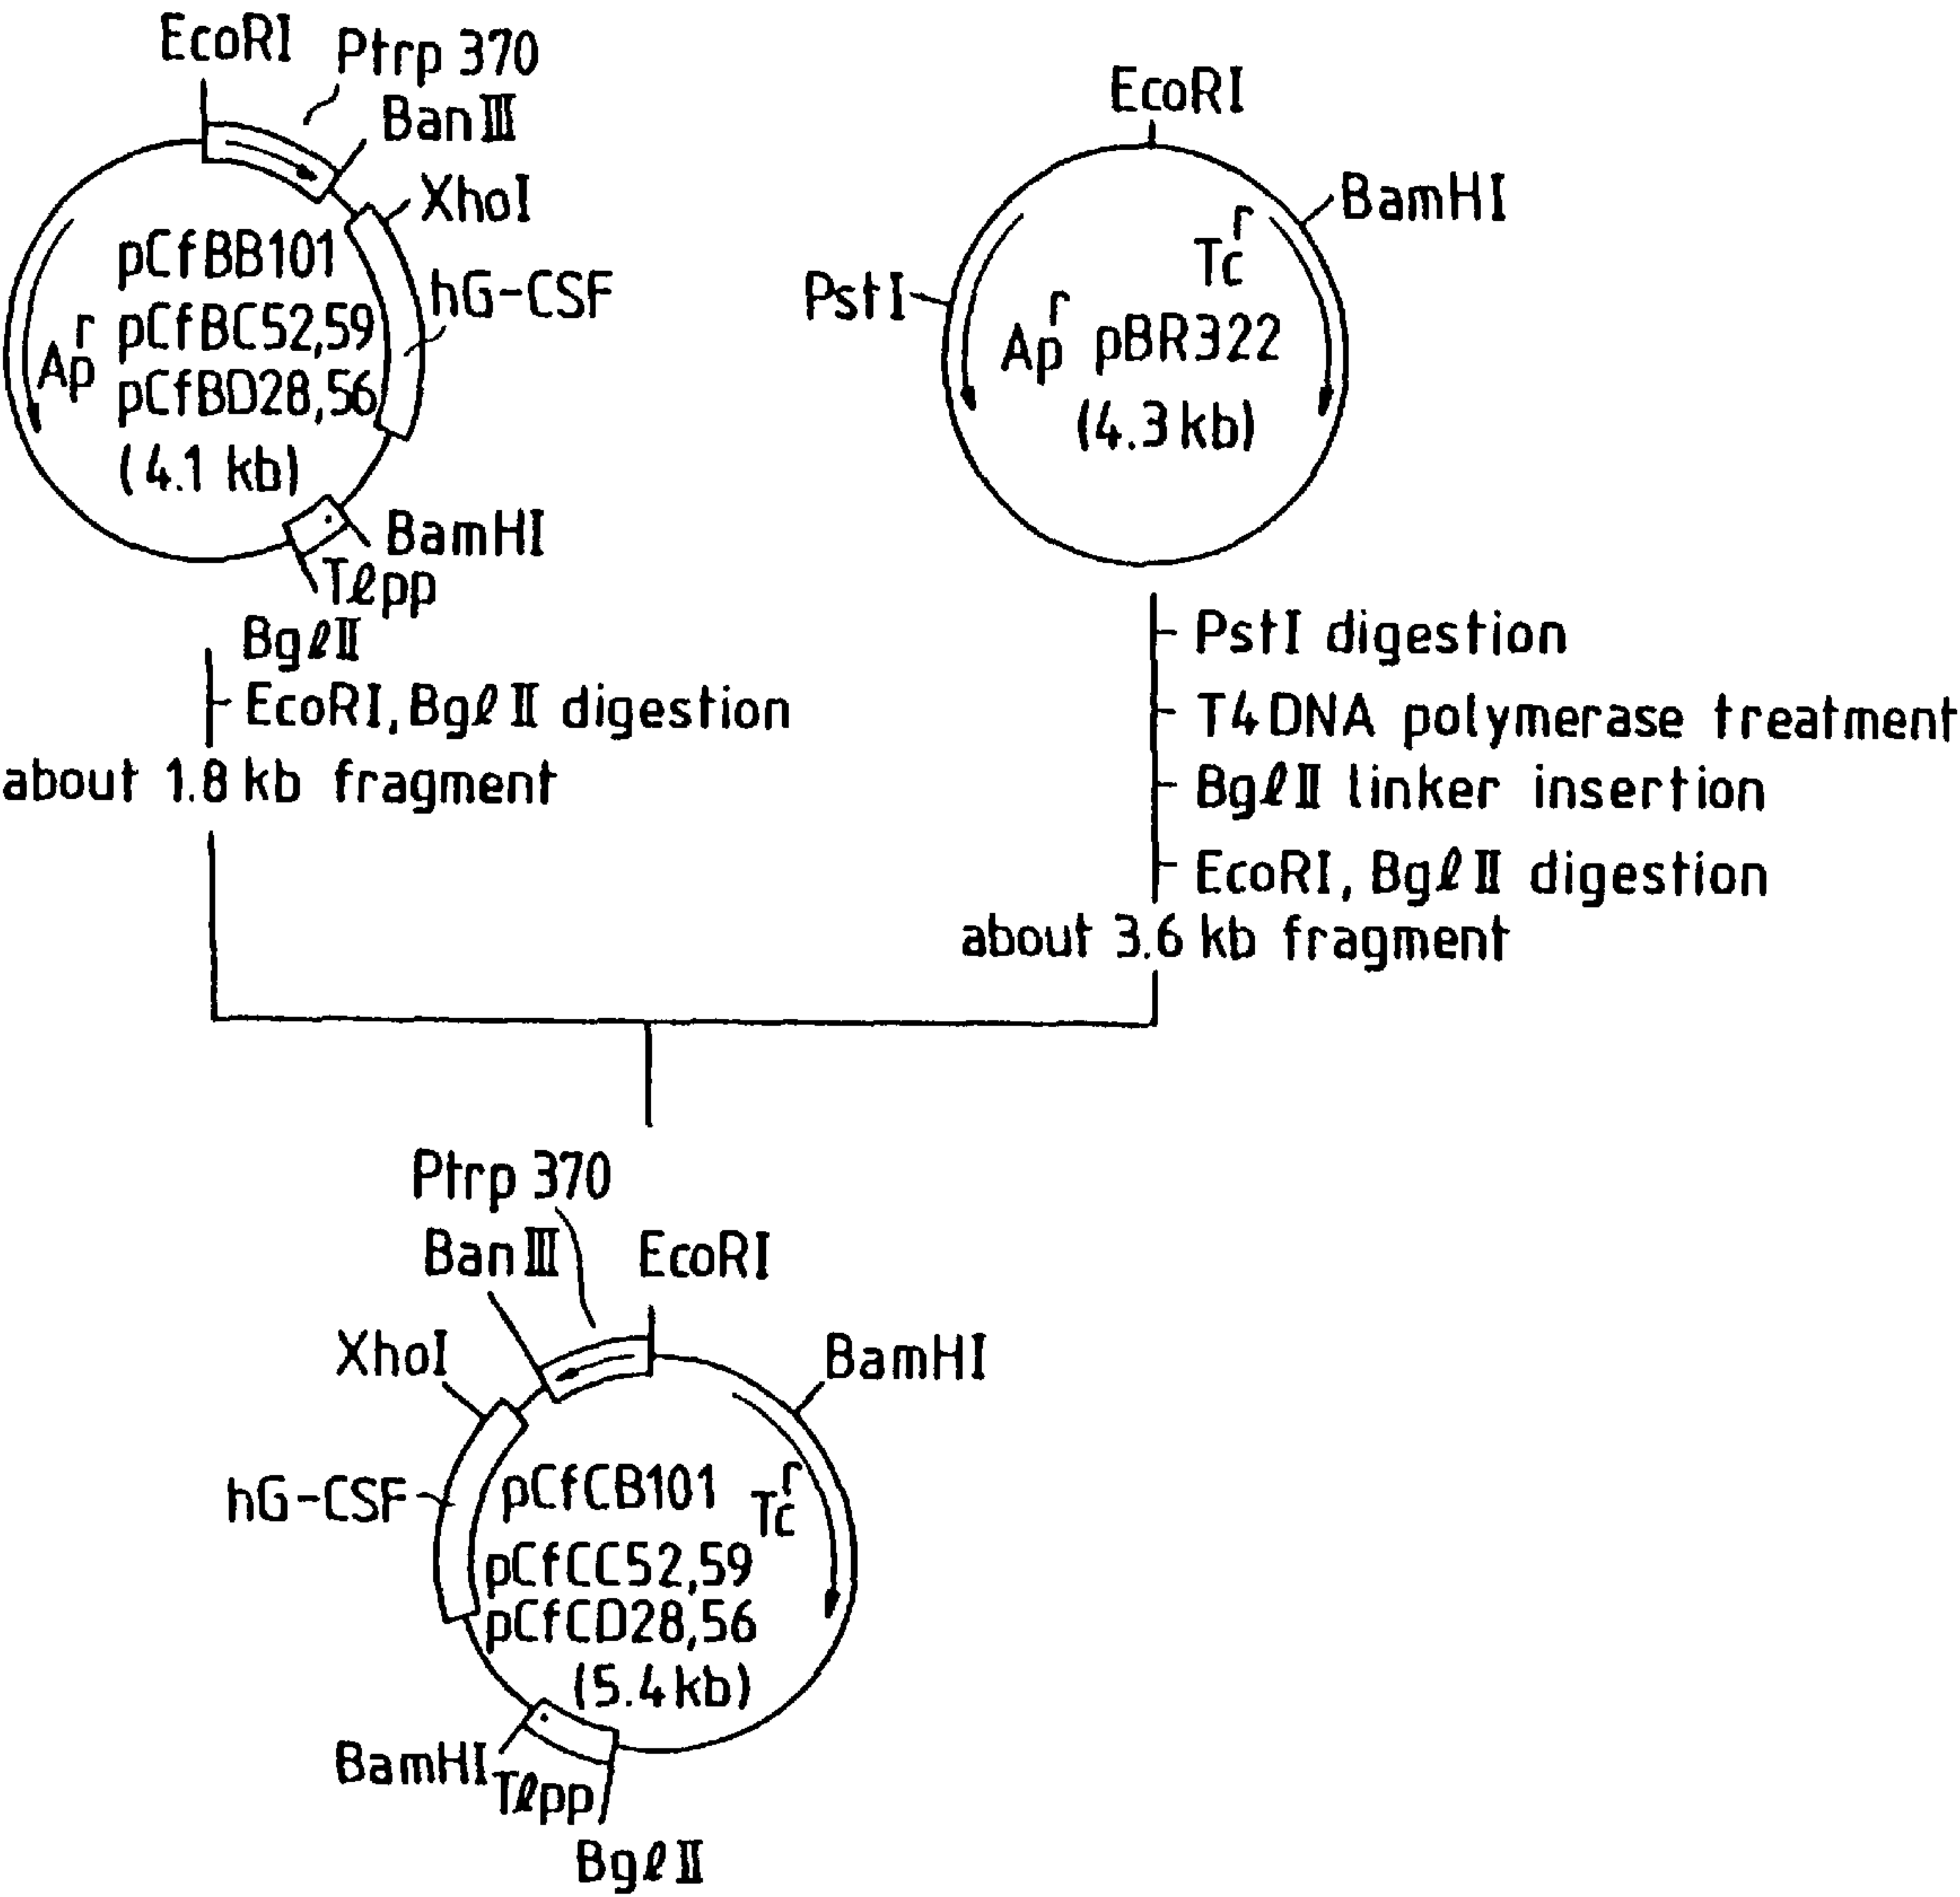 EcoRI
Ptrp 370
BanIII
XhoI
pCfBB101
hG-CSF
Apr pCfBC52,59
pCfBD28,56
(4.1 kb)
BamHI
Tlpp
BglII
EcoRI, BglII digestion
about 1.8 kb fragment
EcoRI
BamHI
Tcr
PstI
Apr pBR322
(4.3 kb)
PstI digestion
T4 DNA polymerase treatment
BglII linker insertion
EcoRI, BglII digestion
about 3.6 kb fragment
Ptrp 370
BanIII
EcoRI
XhoI
BamHI
hG-CSF
pCfCB101
Tcr
pCfCC52,59
pCfCD28,56
(5.4 kb)
BamHI
Tlpp
BglII